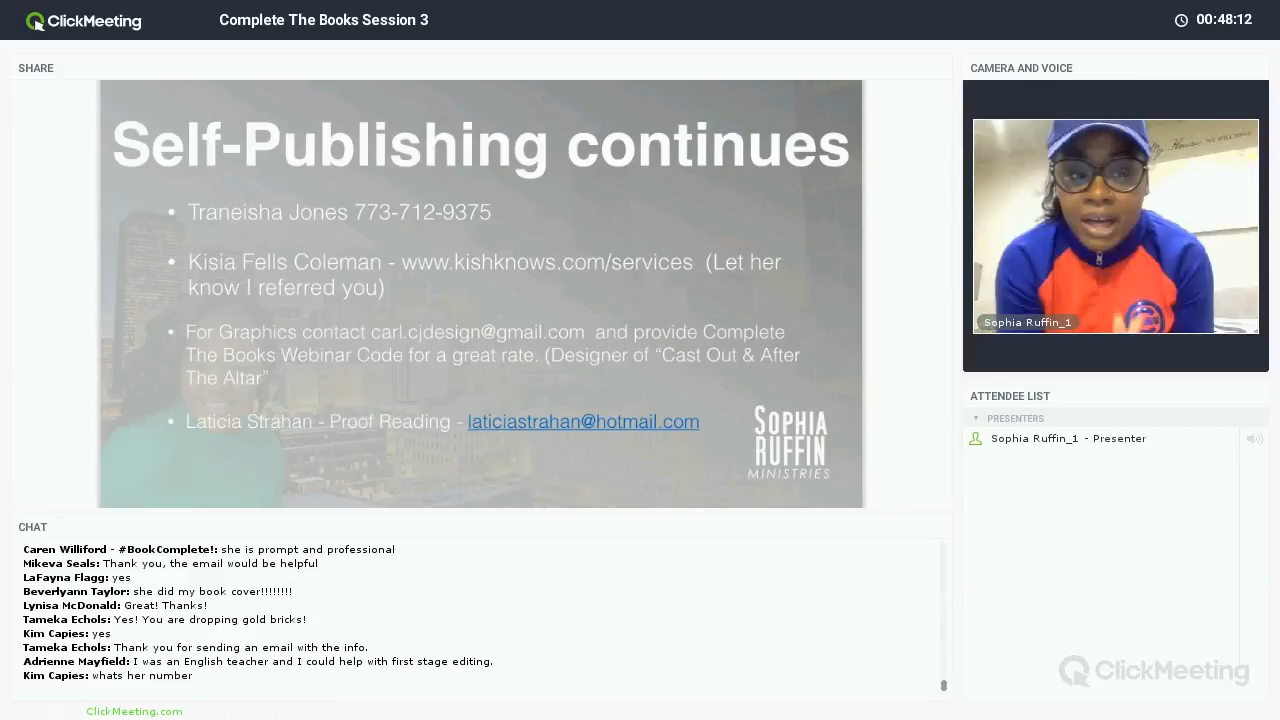 ClickMeeting
Complete The Books Session 3
00:48:12
SHARE
Self-Publishing continues
• Traneisha Jones 773-712-9375
• Kisia Fells Coleman - www.kishknows.com/services (Let her
know I referred you)
• For Graphics contact carl.cjdesign@gmail.com and provide Complete
The Books Webinar Code for a great rate. (Designer of “Cast Out & After
The Altar”
• Laticia Strahan - Proof Reading - laticiastrahan@hotmail.com
SOPHIA
RUFFIN
MINISTRIES
CAMERA AND VOICE
WE WILL SERVE
Sophia Ruffin_1
ATTENDEE LIST
PRESENTERS
Sophia Ruffin_1 - Presenter
CHAT
Caren Williford - #BookComplete!: she is prompt and professional
Mikeva Seals: Thank you, the email would be helpful
LaFayna Flagg: yes
Beverlyann Taylor: she did my book cover!!!!!!!!
Lynisa McDonald: Great! Thanks!
Tameka Echols: Yes! You are dropping gold bricks!
Kim Capies: yes
Tameka Echols: Thank you for sending an email with the info.
Adrienne Mayfield: I was an English teacher and I could help with first stage editing.
Kim Capies: whats her number
ClickMeeting
ClickMeeting.com